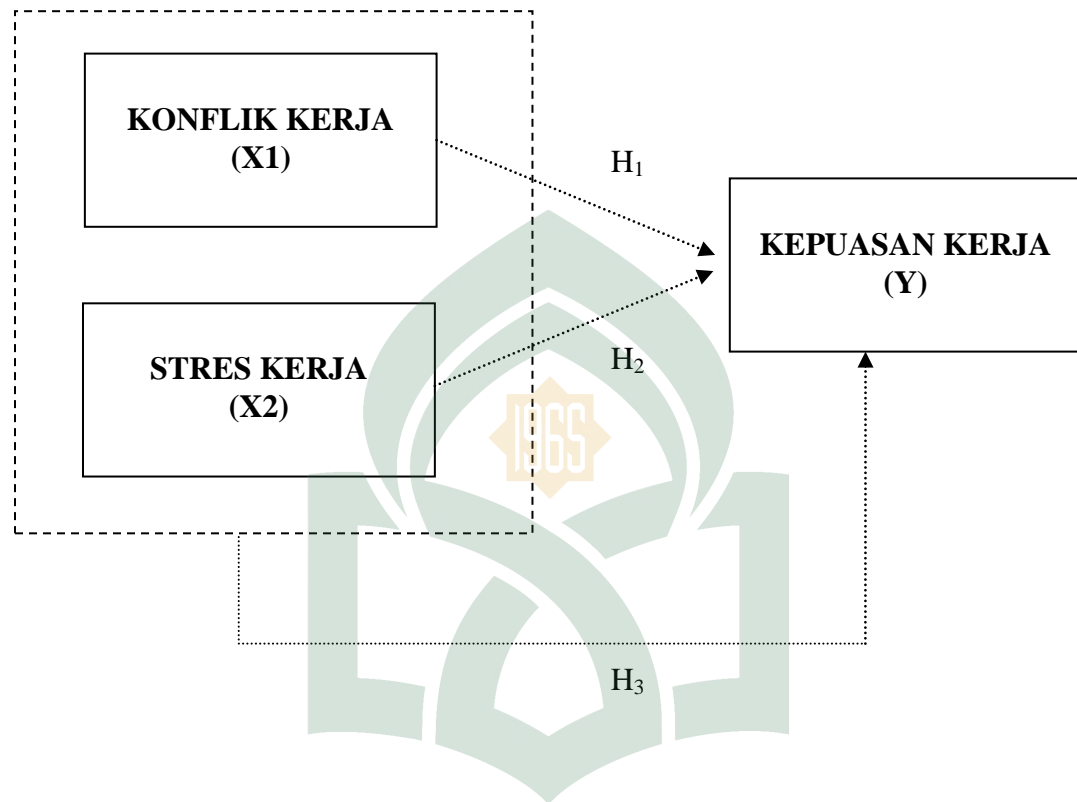 KONFLIK KERJA
(X1)
H1
KEPUASAN KERJA
(Y)
STRES KERJA
(X2)
H2
1965
H3